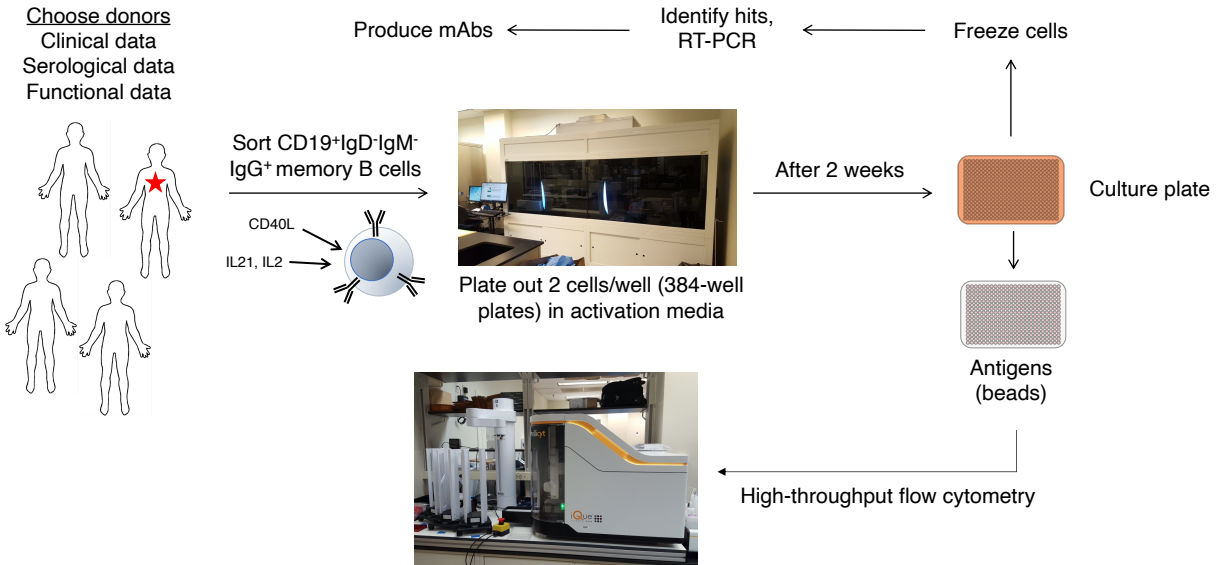 Choose donors
Clinical data
Serological data
Functional data
Produce mAbs
Identify hits,
RT-PCR
Freeze cells
Sort CD19⁺IgD⁻IgM⁻
IgG⁺ memory B cells
CD40L
IL21, IL2
Plate out 2 cells/well (384-well
plates) in activation media
After 2 weeks
Culture plate
Antigens
(beads)
High-throughput flow cytometry
iQue